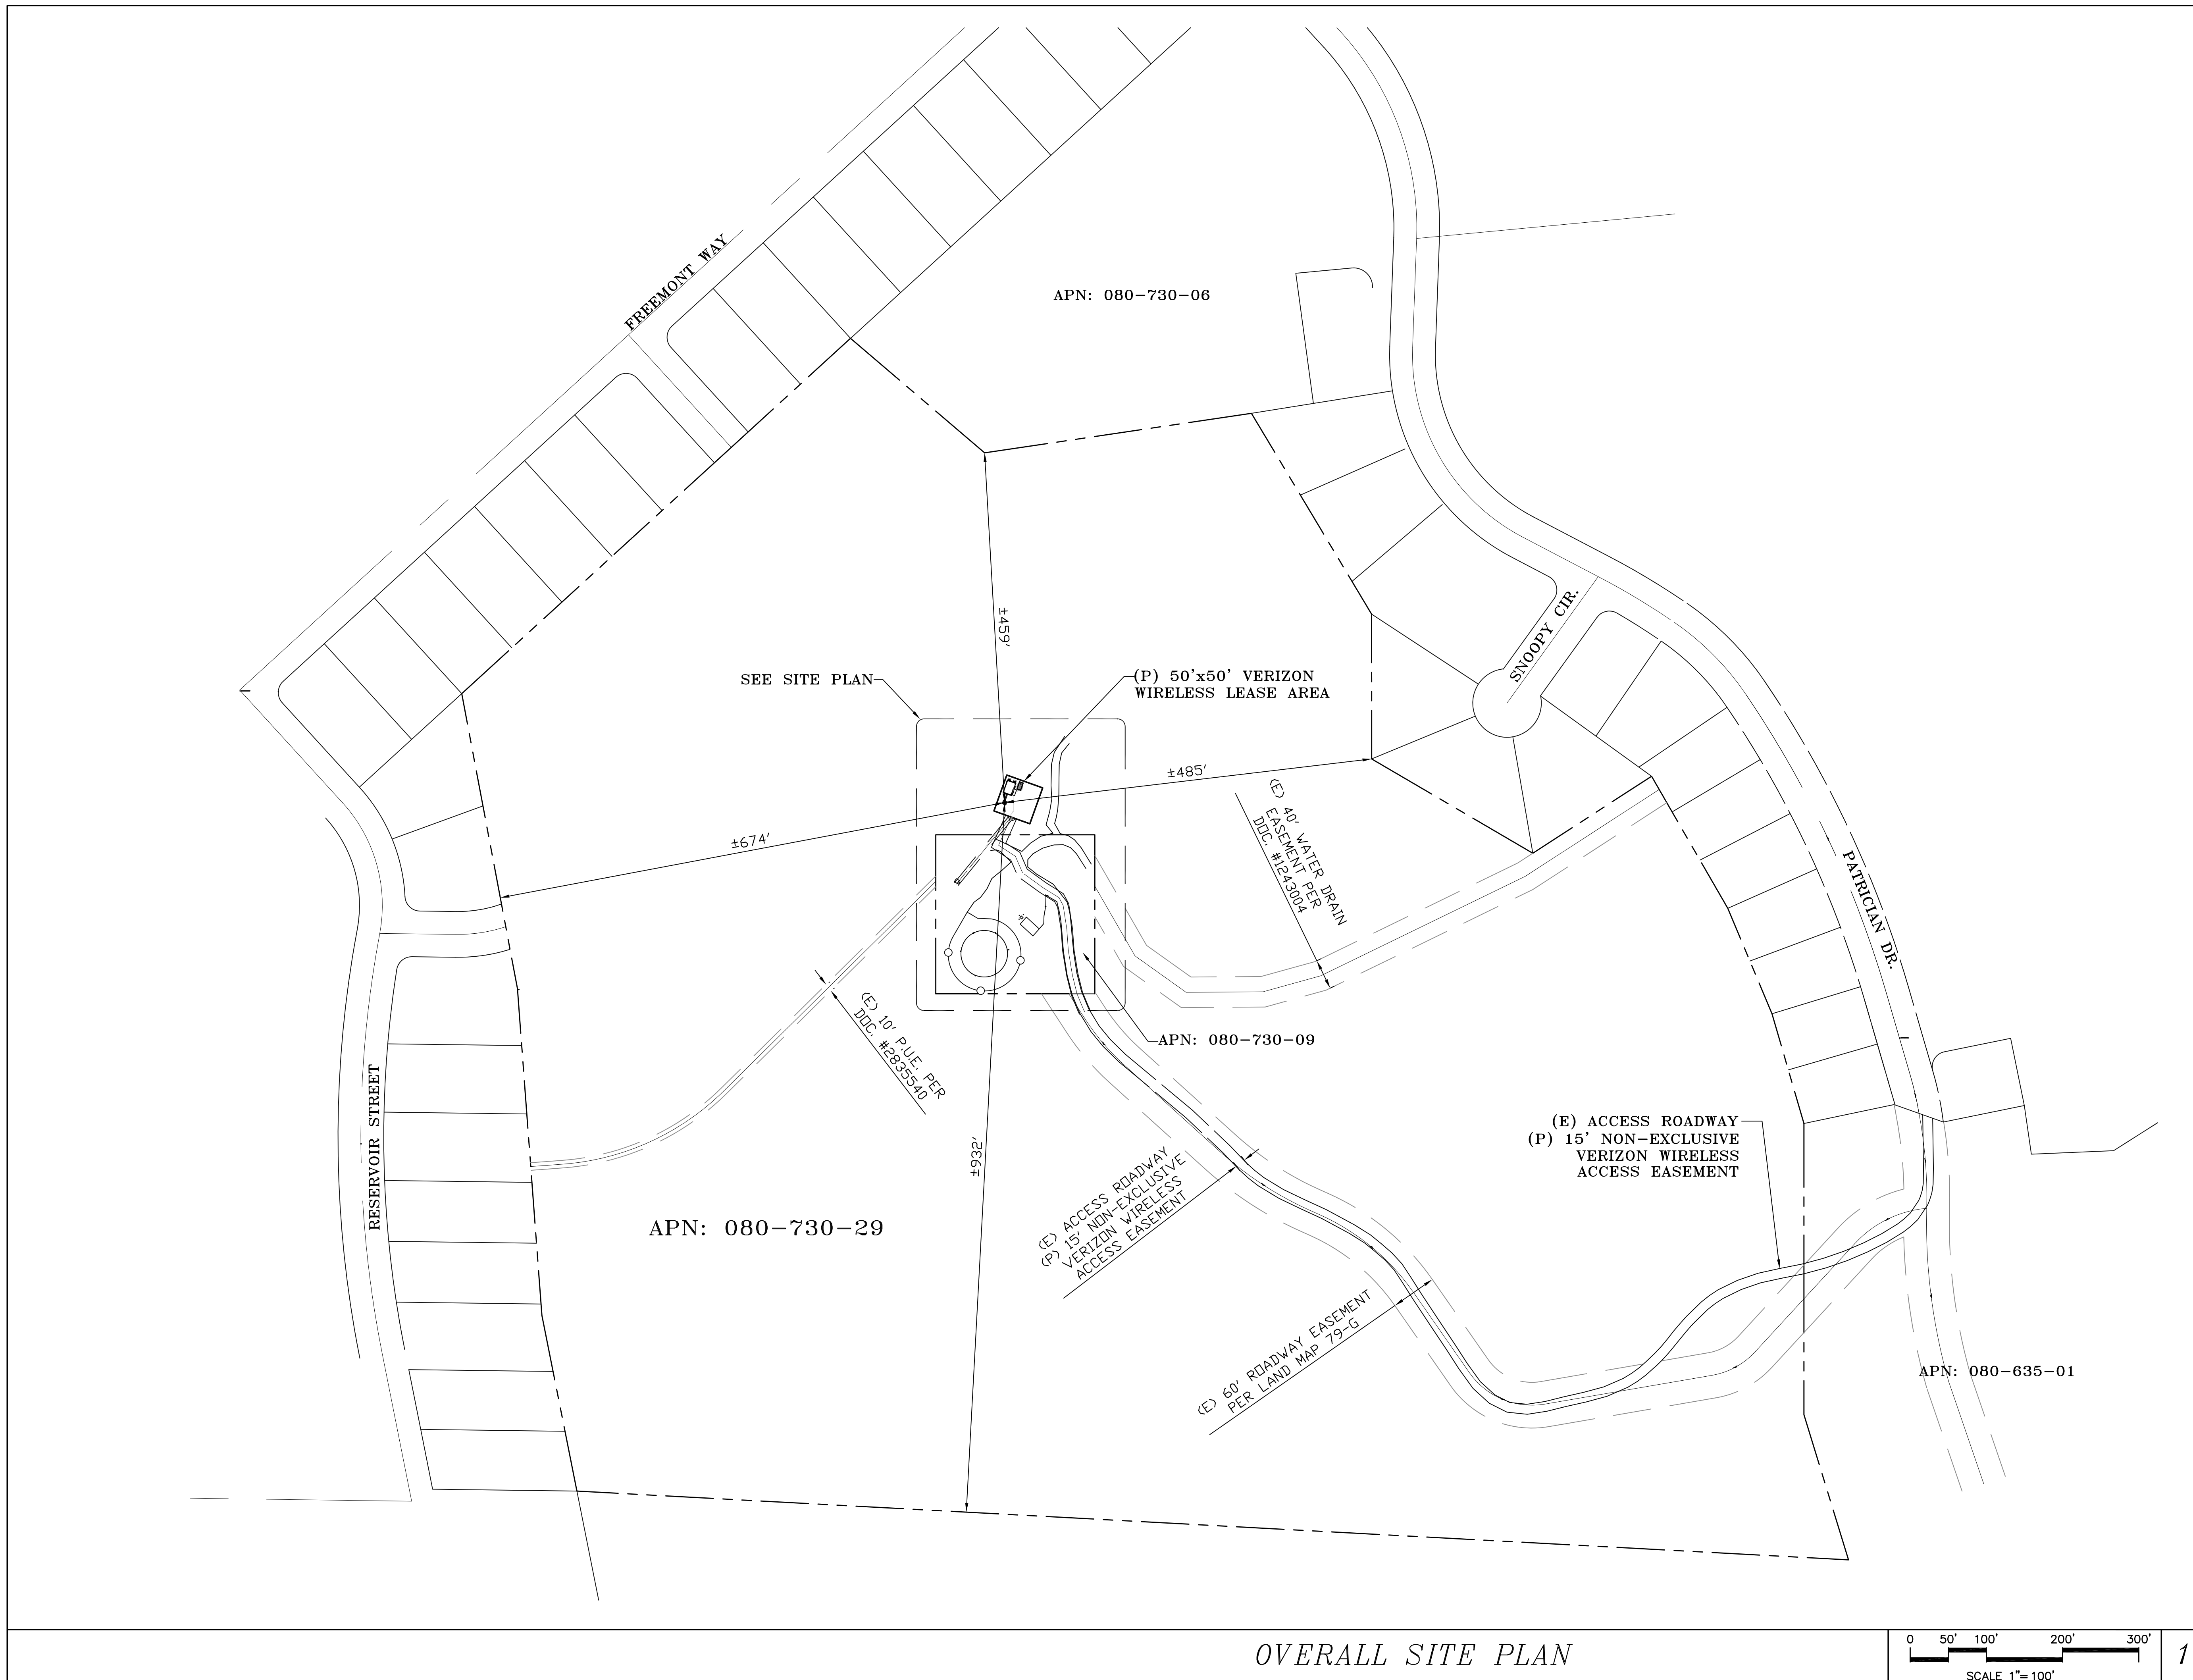 FREEMONT WAY
APN: 080-730-06
SNOOPY CIR.
±459'
SEE SITE PLAN
(P) 50'x50' VERIZON
WIRELESS LEASE AREA
±485'
±674'
(E) 40' WATER DRAIN
EASEMENT PER
DOC. #1243004
PATRICIAN DR.
(E) 10' P.U.E. PER
DOC. #2835540
APN: 080-730-09
RESERVOIR STREET
±932'
(E) ACCESS ROADWAY
(P) 15' NON-EXCLUSIVE
VERIZON WIRELESS
ACCESS EASEMENT
(E) ACCESS ROADWAY
(P) 15' NON-EXCLUSIVE
VERIZON WIRELESS
ACCESS EASEMENT
APN: 080-730-29
(E) 60' ROADWAY EASEMENT
PER LAND MAP 79-G
APN: 080-635-01
OVERALL SITE PLAN
0 50' 100' 200' 300'
SCALE 1"=100'
1